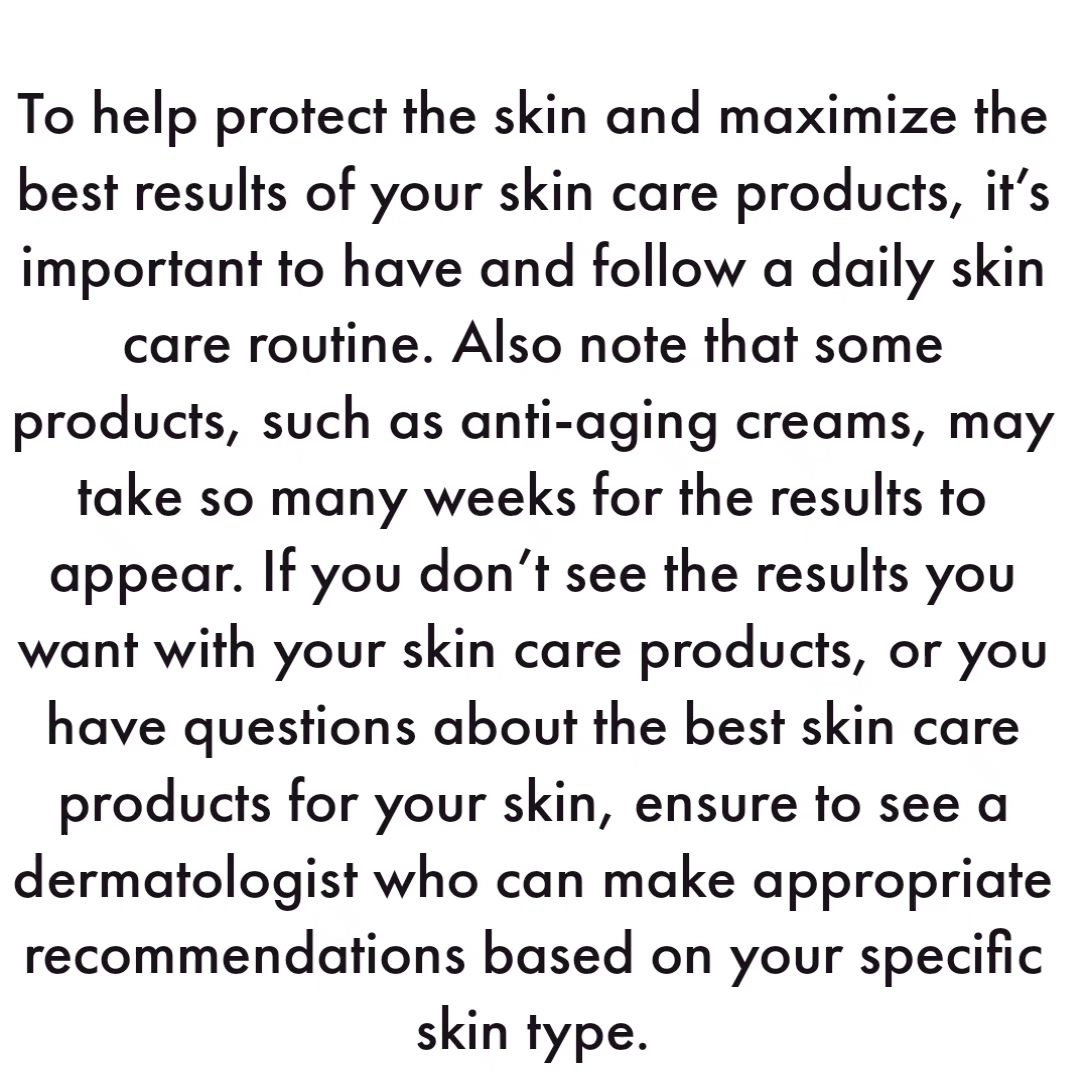 To help protect the skin and maximize the
best results of your skin care products, it’s
important to have and follow a daily skin
care routine. Also note that some
products, such as anti-aging creams, may
take so many weeks for the results to
appear. If you don’t see the results you
want with your skin care products, or you
have questions about the best skin care
products for your skin, ensure to see a
dermatologist who can make appropriate
recommendations based on your specific
skin type.